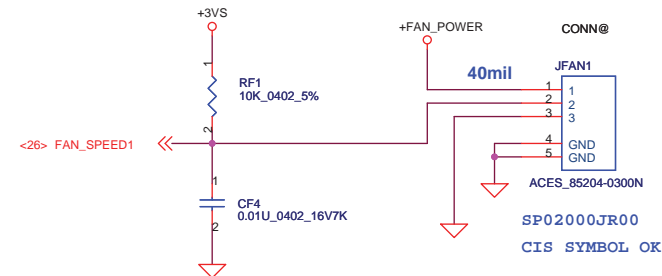 +3VS
+FAN_POWER
CONN@
1
RF1
10K_0402_5%
2
40mil
JFAN1
1 1
2 2
3 3
4 GND
5 GND
<26> FAN_SPEED1
ACES_85204-0300N
1
CF4
0.01U_0402_16V7K
2
SP02000JR00
CIS SYMBOL OK